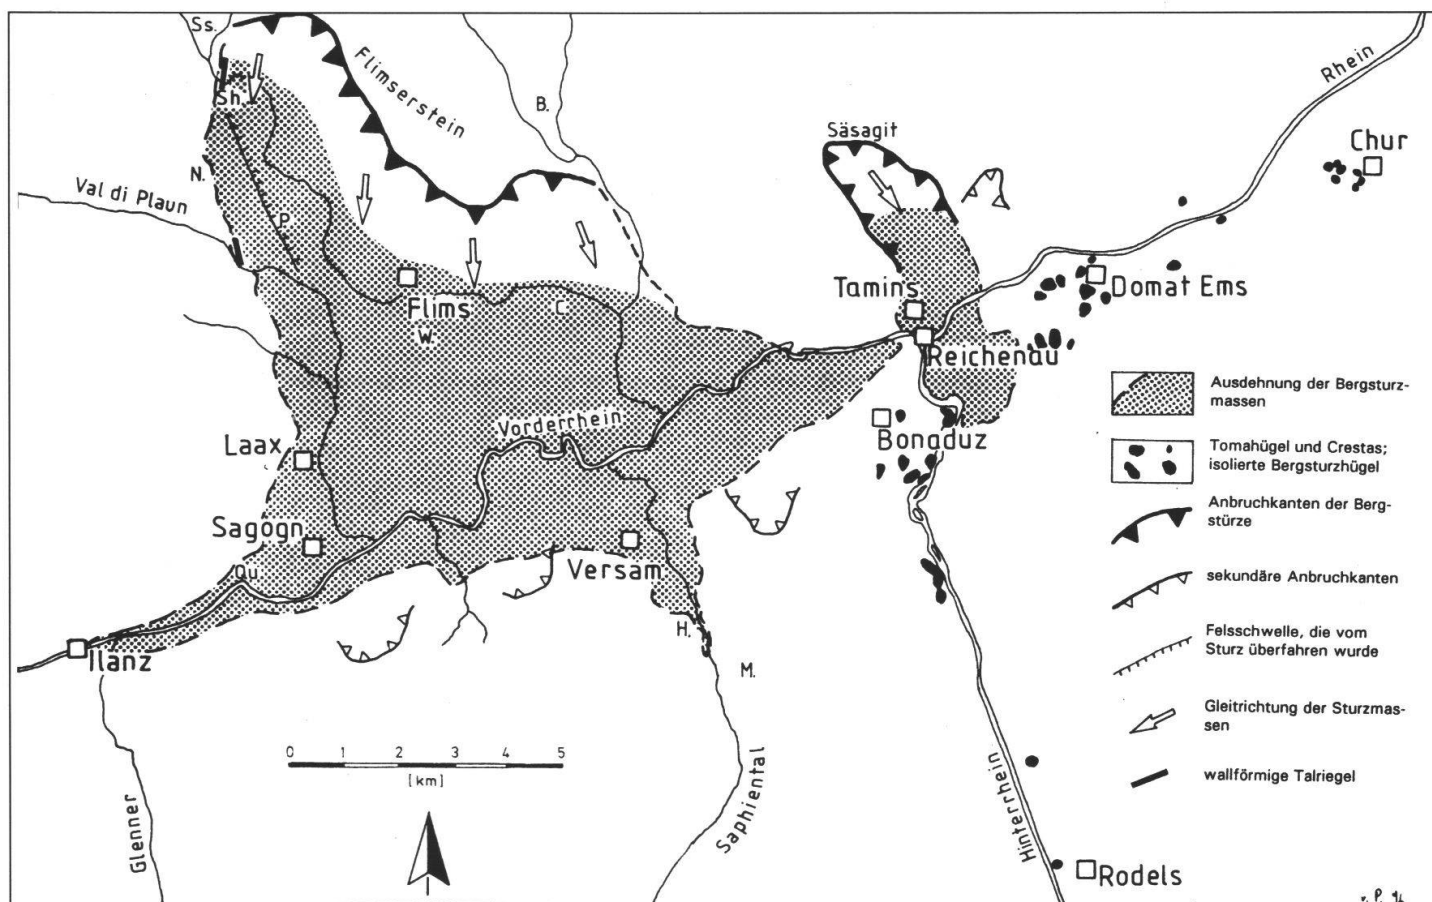 Ss.
Flimserstein
B.
Rhein
Säsagit
Chur
Sh.
N.
Val di Plaun
P.
Flims
W.
C.
Tamins
Domat Ems
Reichenau
Vorderrhein
Laax
Bonaduz
Sagogn
Versam
Qu.
Ilanz
H.
M.
Glenner
Saphiental
Hinterrhein
Rodels
0 1 2 3 4 5
[km]
Ausdehnung der Bergsturz-
massen
Tomahügel und Crestas;
isolierte Bergsturzhügel
Anbruchkanten der Berg-
stürze
sekundäre Anbruchkanten
Felsschwelle, die vom
Sturz überfahren wurde
Gleitrichtung der Sturzmas-
sen
wallförmige Talriegel